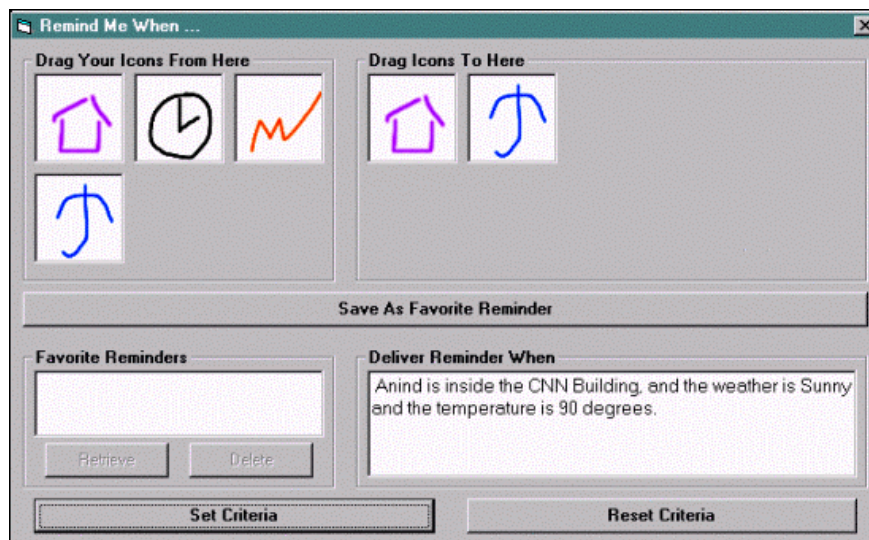 Remind Me When ...
Drag Your Icons From Here
Drag Icons To Here
Save As Favorite Reminder
Favorite Reminders
Deliver Reminder When
Anind is inside the CNN Building, and the weather is Sunny
and the temperature is 90 degrees.
Retrieve
Delete
Set Criteria
Reset Criteria